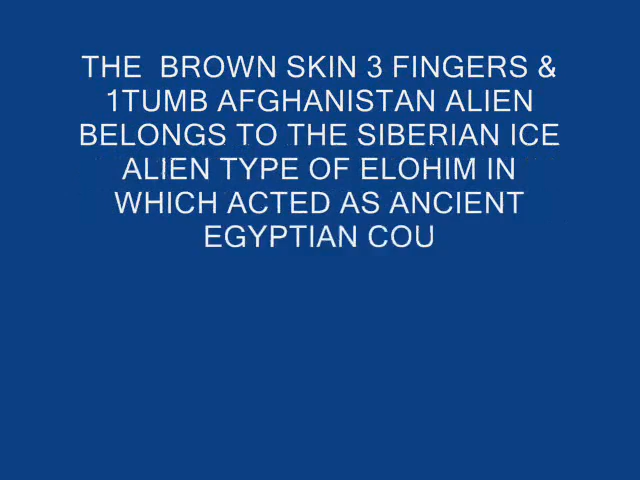 THE  BROWN SKIN 3 FINGERS &
1TUMB AFGHANISTAN ALIEN
BELONGS TO THE SIBERIAN ICE
ALIEN TYPE OF ELOHIM IN
WHICH ACTED AS ANCIENT
EGYPTIAN COU